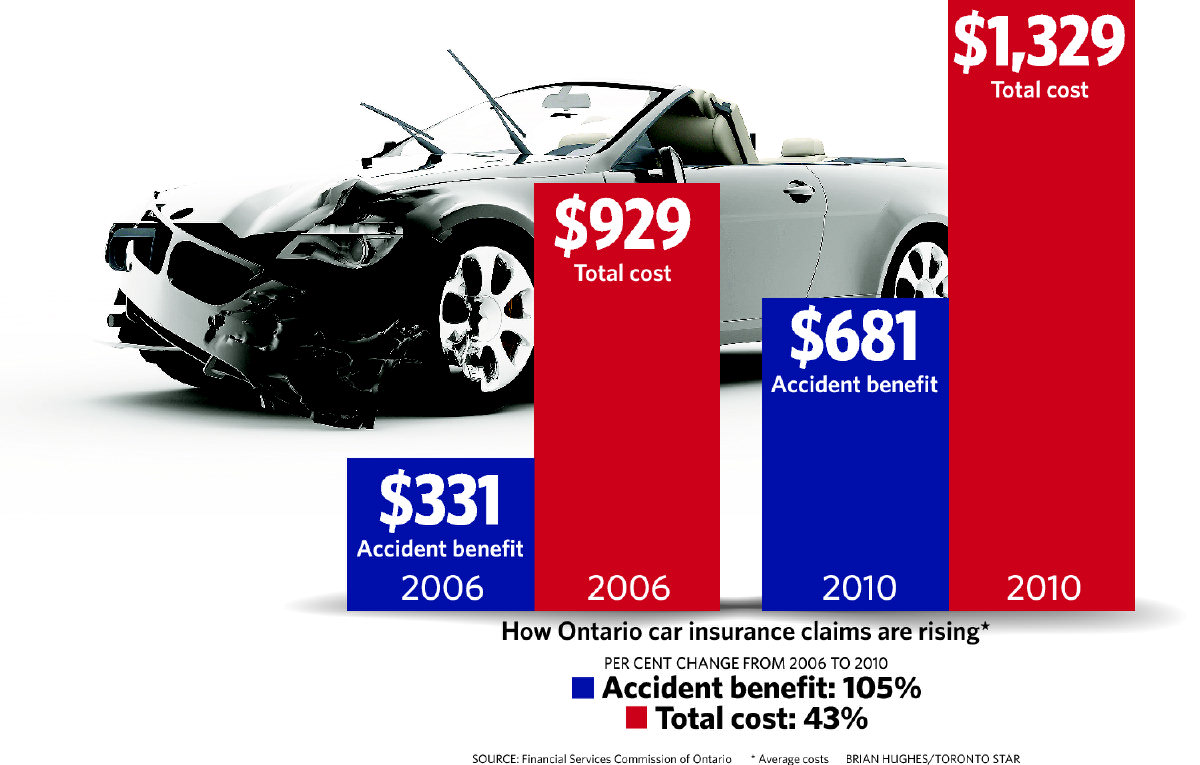 $1,329
Total cost
$929
Total cost
$681
Accident benefit
$331
Accident benefit
2006
2006
2010
2010
How Ontario car insurance claims are rising*
PER CENT CHANGE FROM 2006 TO 2010
Accident benefit: 105%
Total cost: 43%
SOURCE: Financial Services Commission of Ontario * Average costs BRIAN HUGHES/TORONTO STAR